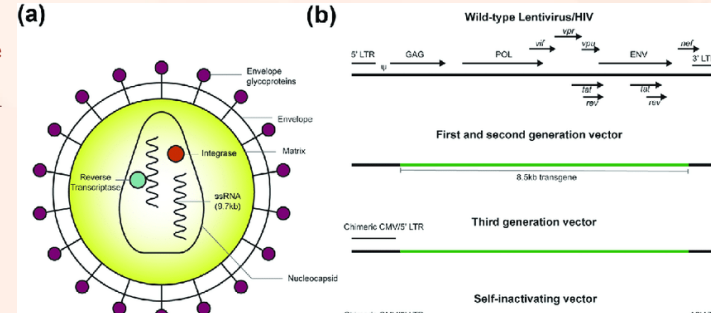 (a)
Envelope
glycoproteins
Envelope
Matrix
Integrase
Reverse
Transcriptase
ssRNA
(9.7kb)
Nucleocapsid
(b)
Wild-type Lentivirus/HIV
vpr
vif
vpu
nef
5' LTR
GAG
POL
ENV
3' LT
ψ
tat
tat
rev
rev
First and second generation vector
8.5kb transgene
Third generation vector
Chimeric CMV/5' LTR
Self-inactivating vector